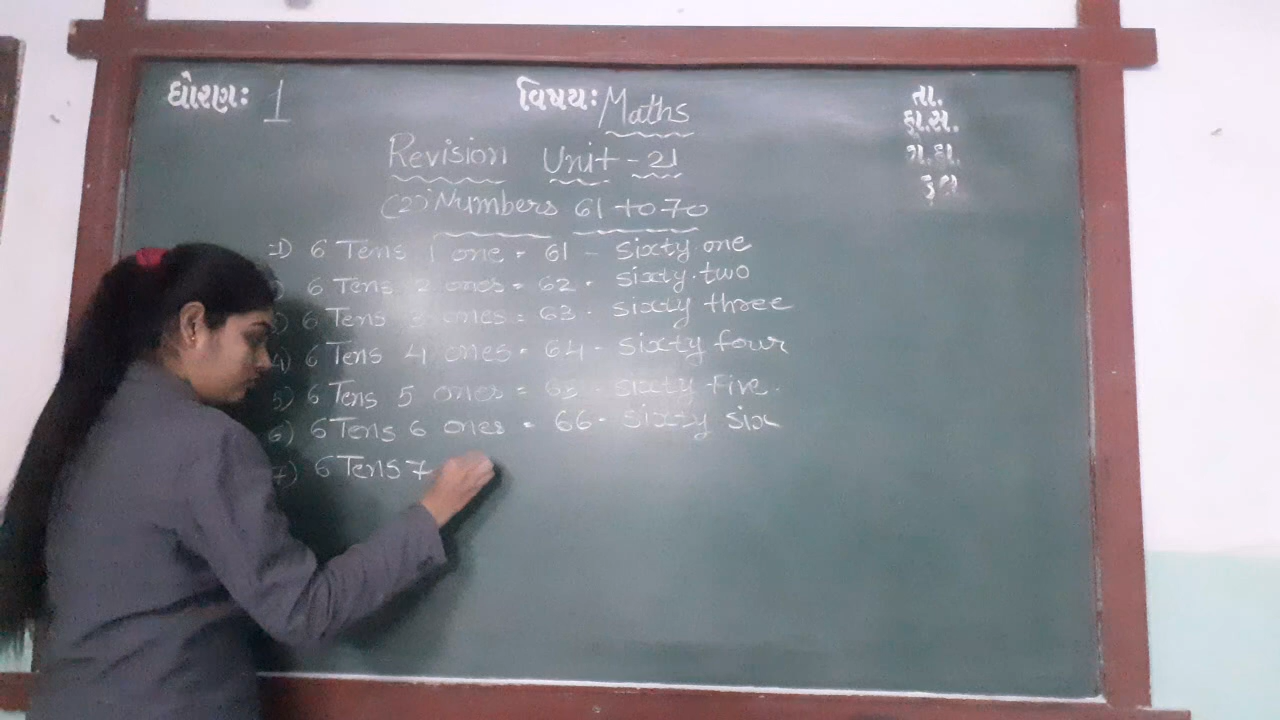 ધોરણ: 1
વિષય: Maths
તા.
Revision Unit - 21
(2) Numbers 61 to 70
1) 6 Tens 1 one = 61 - Sixty one
6 Tens 2 ones = 62 - sixty two
) 6 Tens 3 ones = 63 - sixty three
4) 6 Tens 4 ones = 64 - sixty four
5) 6 Tens 5 ones = 65 - sixty Five.
6) 6 Tens 6 ones = 66 - sixty six
7) 6 Tens 7